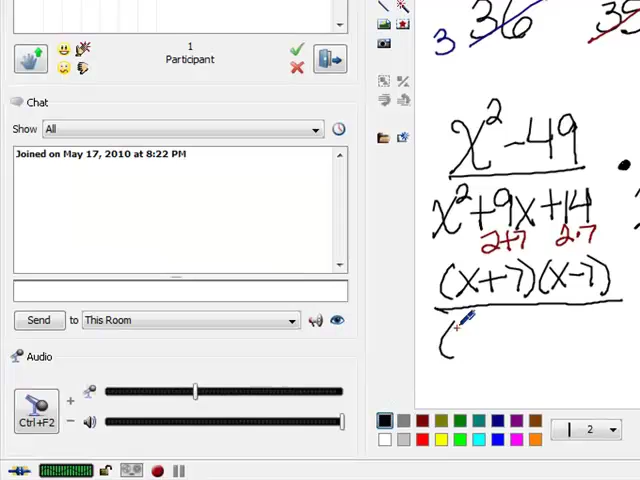 1
Participant
Chat
Show All
Joined on May 17, 2010 at 8:22 PM
Send to This Room
Audio
Ctrl+F2
36
3
x² - 49
x² + 9x + 14
2+7 2·7
(x+7)(x-7)
(
2